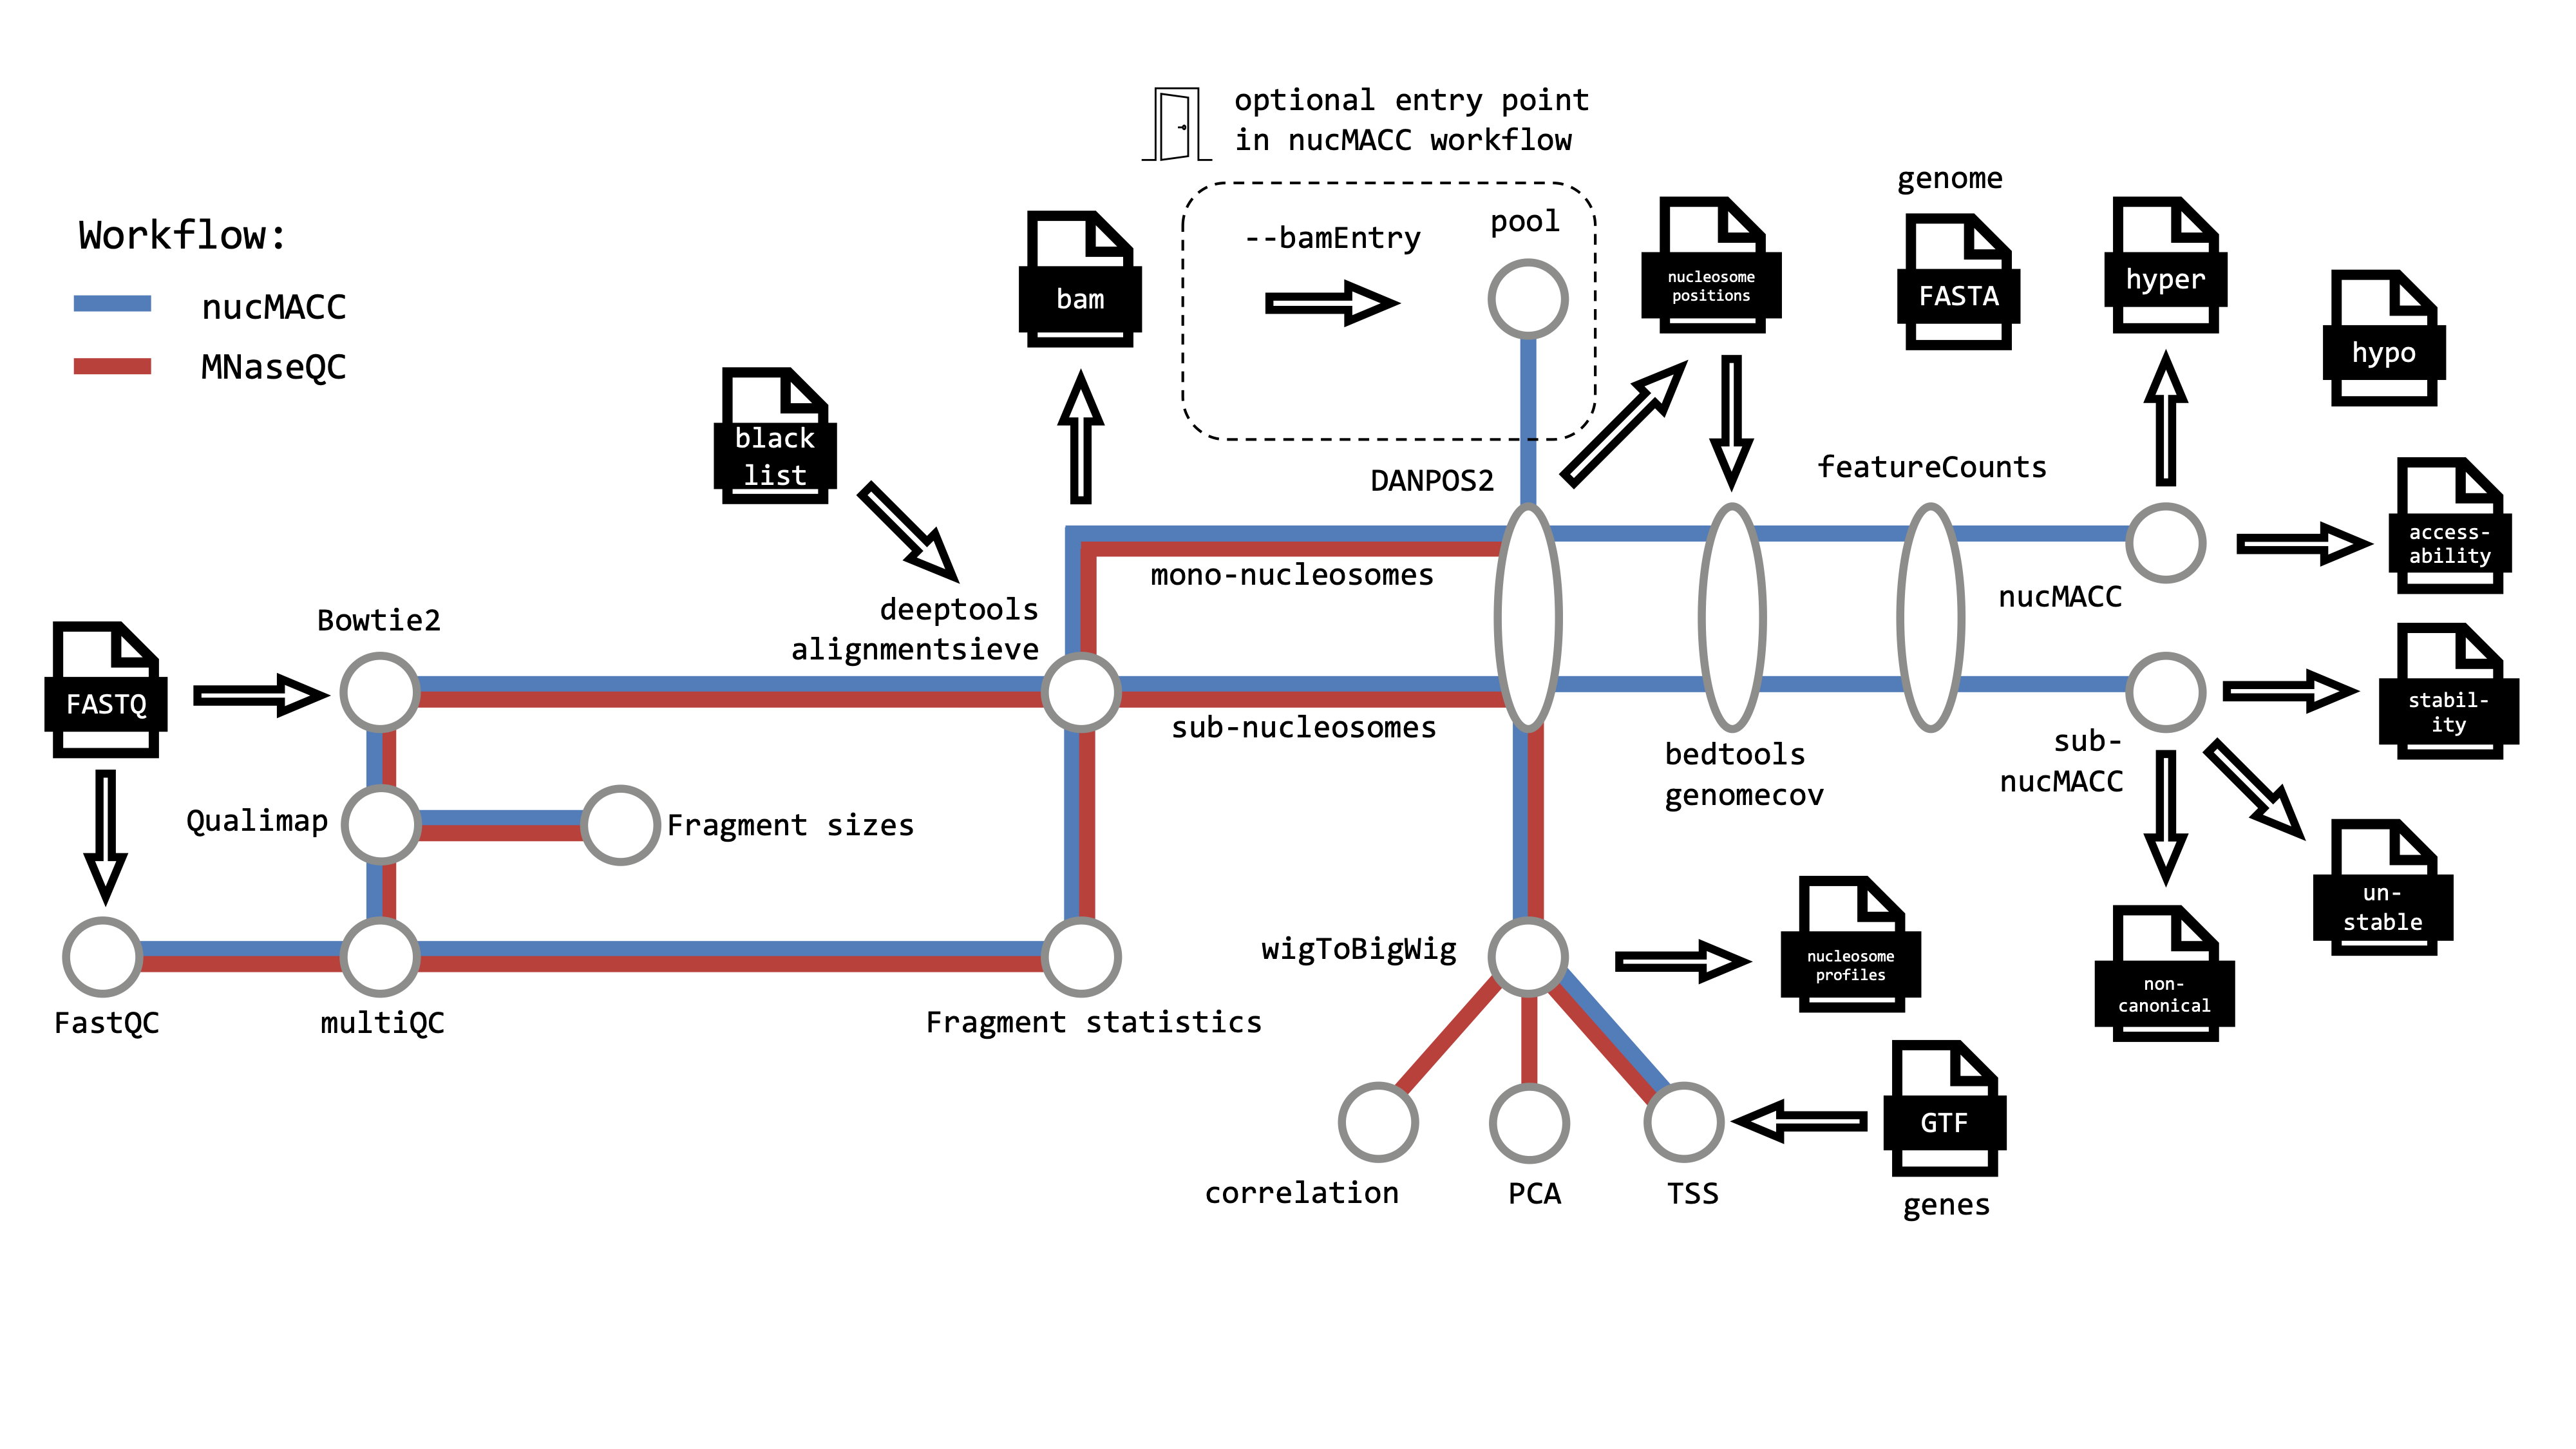 optional entry point
in nucMACC workflow
Workflow:
nucMACC
MNaseQC
black
list
bam
--bamEntry
pool
nucleosome
positions
genome
FASTA
hyper
hypo
DANPOS2
featureCounts
access-
ability
mono-nucleosomes
nucMACC
deeptools
alignmentsieve
Bowtie2
FASTQ
sub-nucleosomes
stabil-
ity
bedtools
genomecov
sub-
nucMACC
Qualimap
Fragment sizes
un-
stable
wigToBigWig
nucleosome
profiles
non-
canonical
FastQC
multiQC
Fragment statistics
GTF
correlation
PCA
TSS
genes